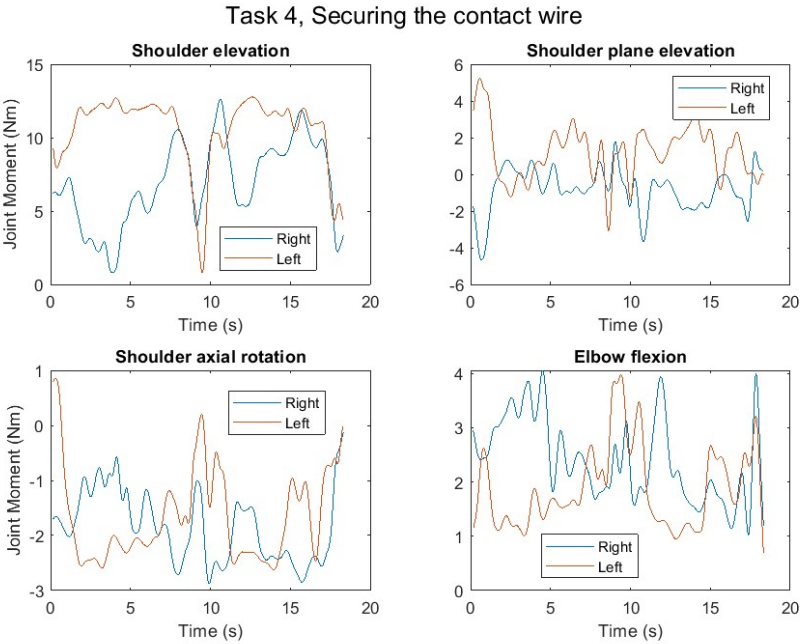 Task 4, Securing the contact wire
Shoulder elevation
15
10
5
0
Joint Moment (Nm)
Right
Left
0 5 10 15 20
Time (s)
Shoulder plane elevation
6
4
2
0
-2
-4
-6
Right
Left
0 5 10 15 20
Time (s)
Shoulder axial rotation
1
0
-1
-2
-3
Joint Moment (Nm)
Right
Left
0 5 10 15 20
Time (s)
Elbow flexion
4
3
2
1
0
Right
Left
0 5 10 15 20
Time (s)